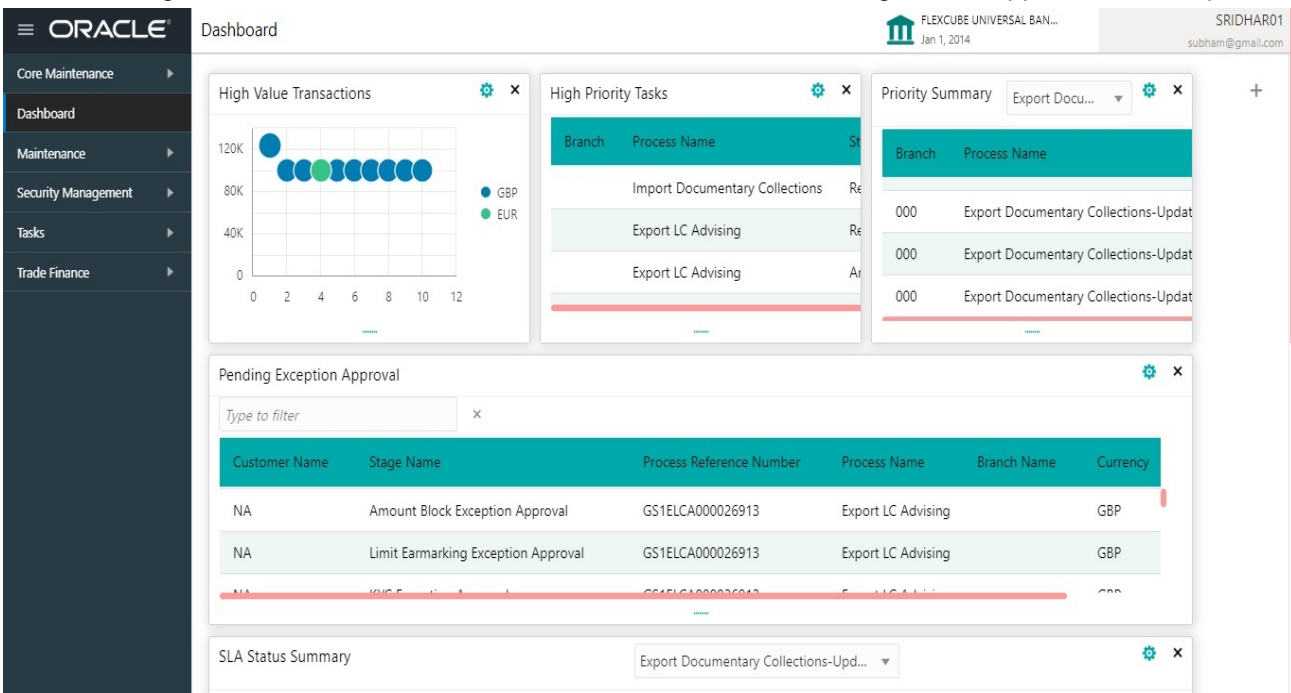 ORACLE
Dashboard
FLEXCUBE UNIVERSAL BAN...
Jan 1, 2014
SRIDHAR01
subham@gmail.com
Core Maintenance
Dashboard
Maintenance
Security Management
Tasks
Trade Finance
High Value Transactions
120K
80K
40K
0
0 2 4 6 8 10 12
GBP
EUR
High Priority Tasks
Branch Process Name St
Import Documentary Collections Re
Export LC Advising Re
Export LC Advising Ar
Priority Summary Export Docu...
Branch Process Name
000 Export Documentary Collections-Updat
000 Export Documentary Collections-Updat
000 Export Documentary Collections-Updat
Pending Exception Approval
Type to filter
Customer Name Stage Name Process Reference Number Process Name Branch Name Currency
NA Amount Block Exception Approval GS1ELCA000026913 Export LC Advising GBP
NA Limit Earmarking Exception Approval GS1ELCA000026913 Export LC Advising GBP
SLA Status Summary Export Documentary Collections-Upd...